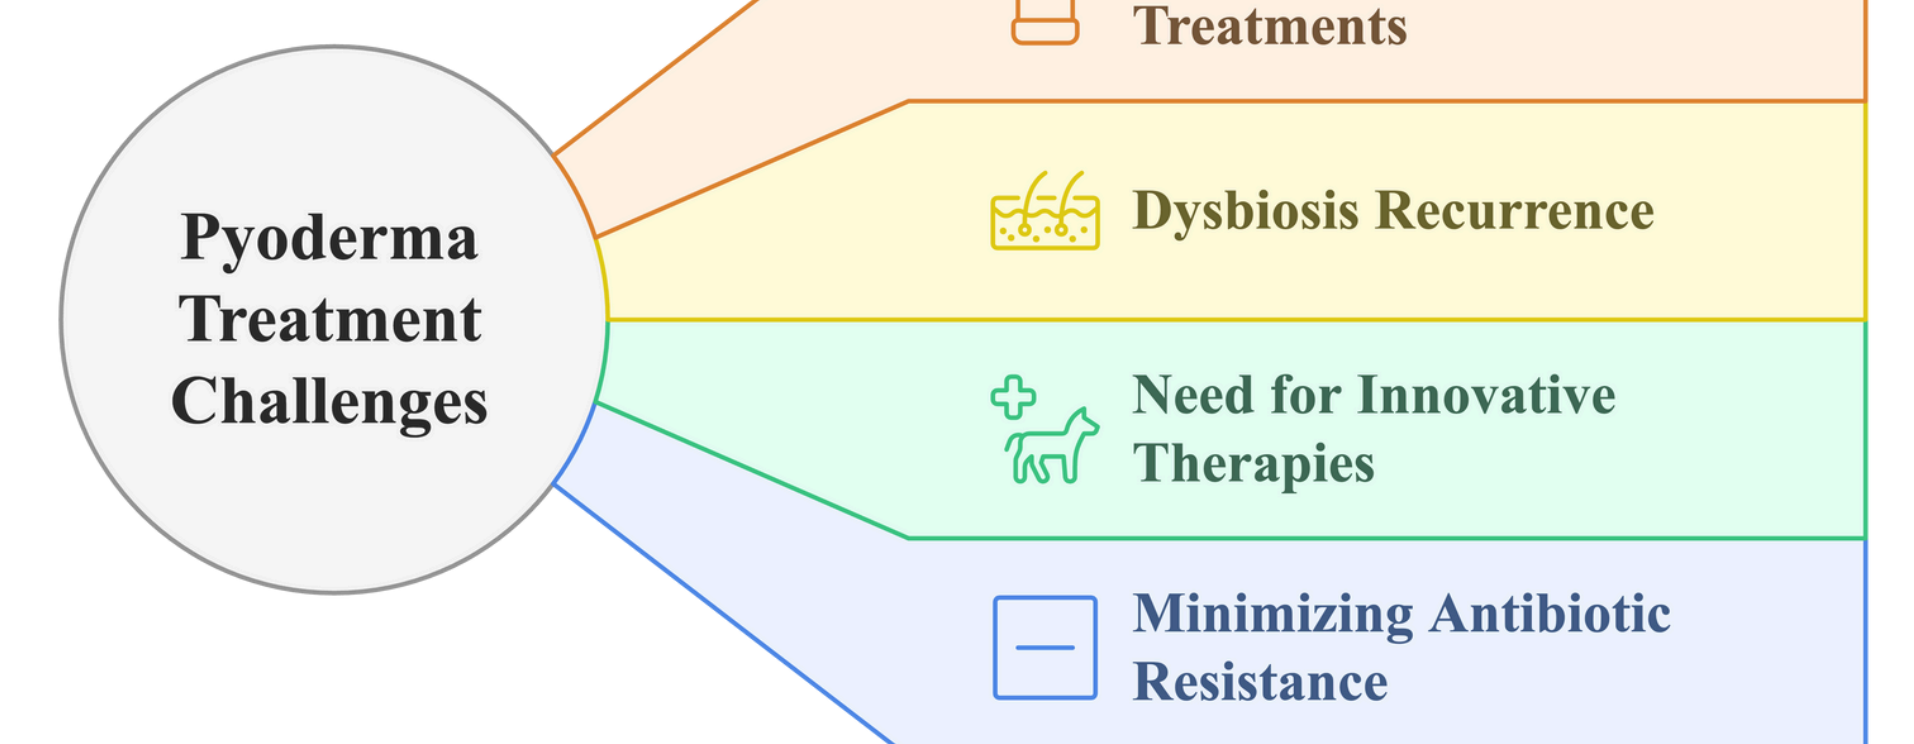 Treatments
Dysbiosis Recurrence
Pyoderma
Treatment
Challenges
Need for Innovative
Therapies
Minimizing Antibiotic
Resistance